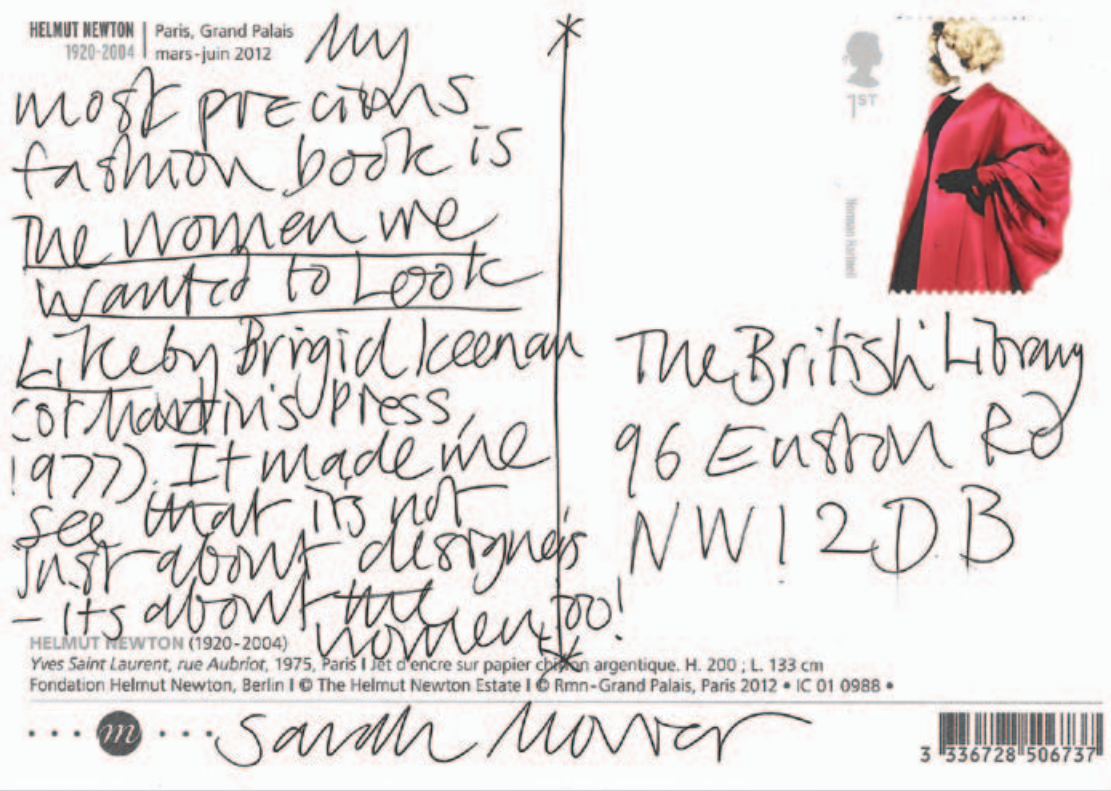 HELMUT NEWTON | Paris, Grand Palais
1920-2004 | mars-juin 2012
My
most precious
fashion book is
The Women we
wanted to Look
Like by Brigid Keenan
(St Martin's Press,
1977). It made me
see that its not
just about designers
- its about the
women, too!
1ST
Norman Hartnell
The British Library
96 Euston Rd
NW1 2DB
HELMUT NEWTON (1920-2004)
Yves Saint Laurent, rue Aubriot, 1975, Paris I Jet d'encre sur papier chiffon argentique. H. 200 ; L. 133 cm
Fondation Helmut Newton, Berlin I © The Helmut Newton Estate I © Rmn-Grand Palais, Paris 2012 • IC 01 0988 •
m
Sarah Mower
3 336728 506737